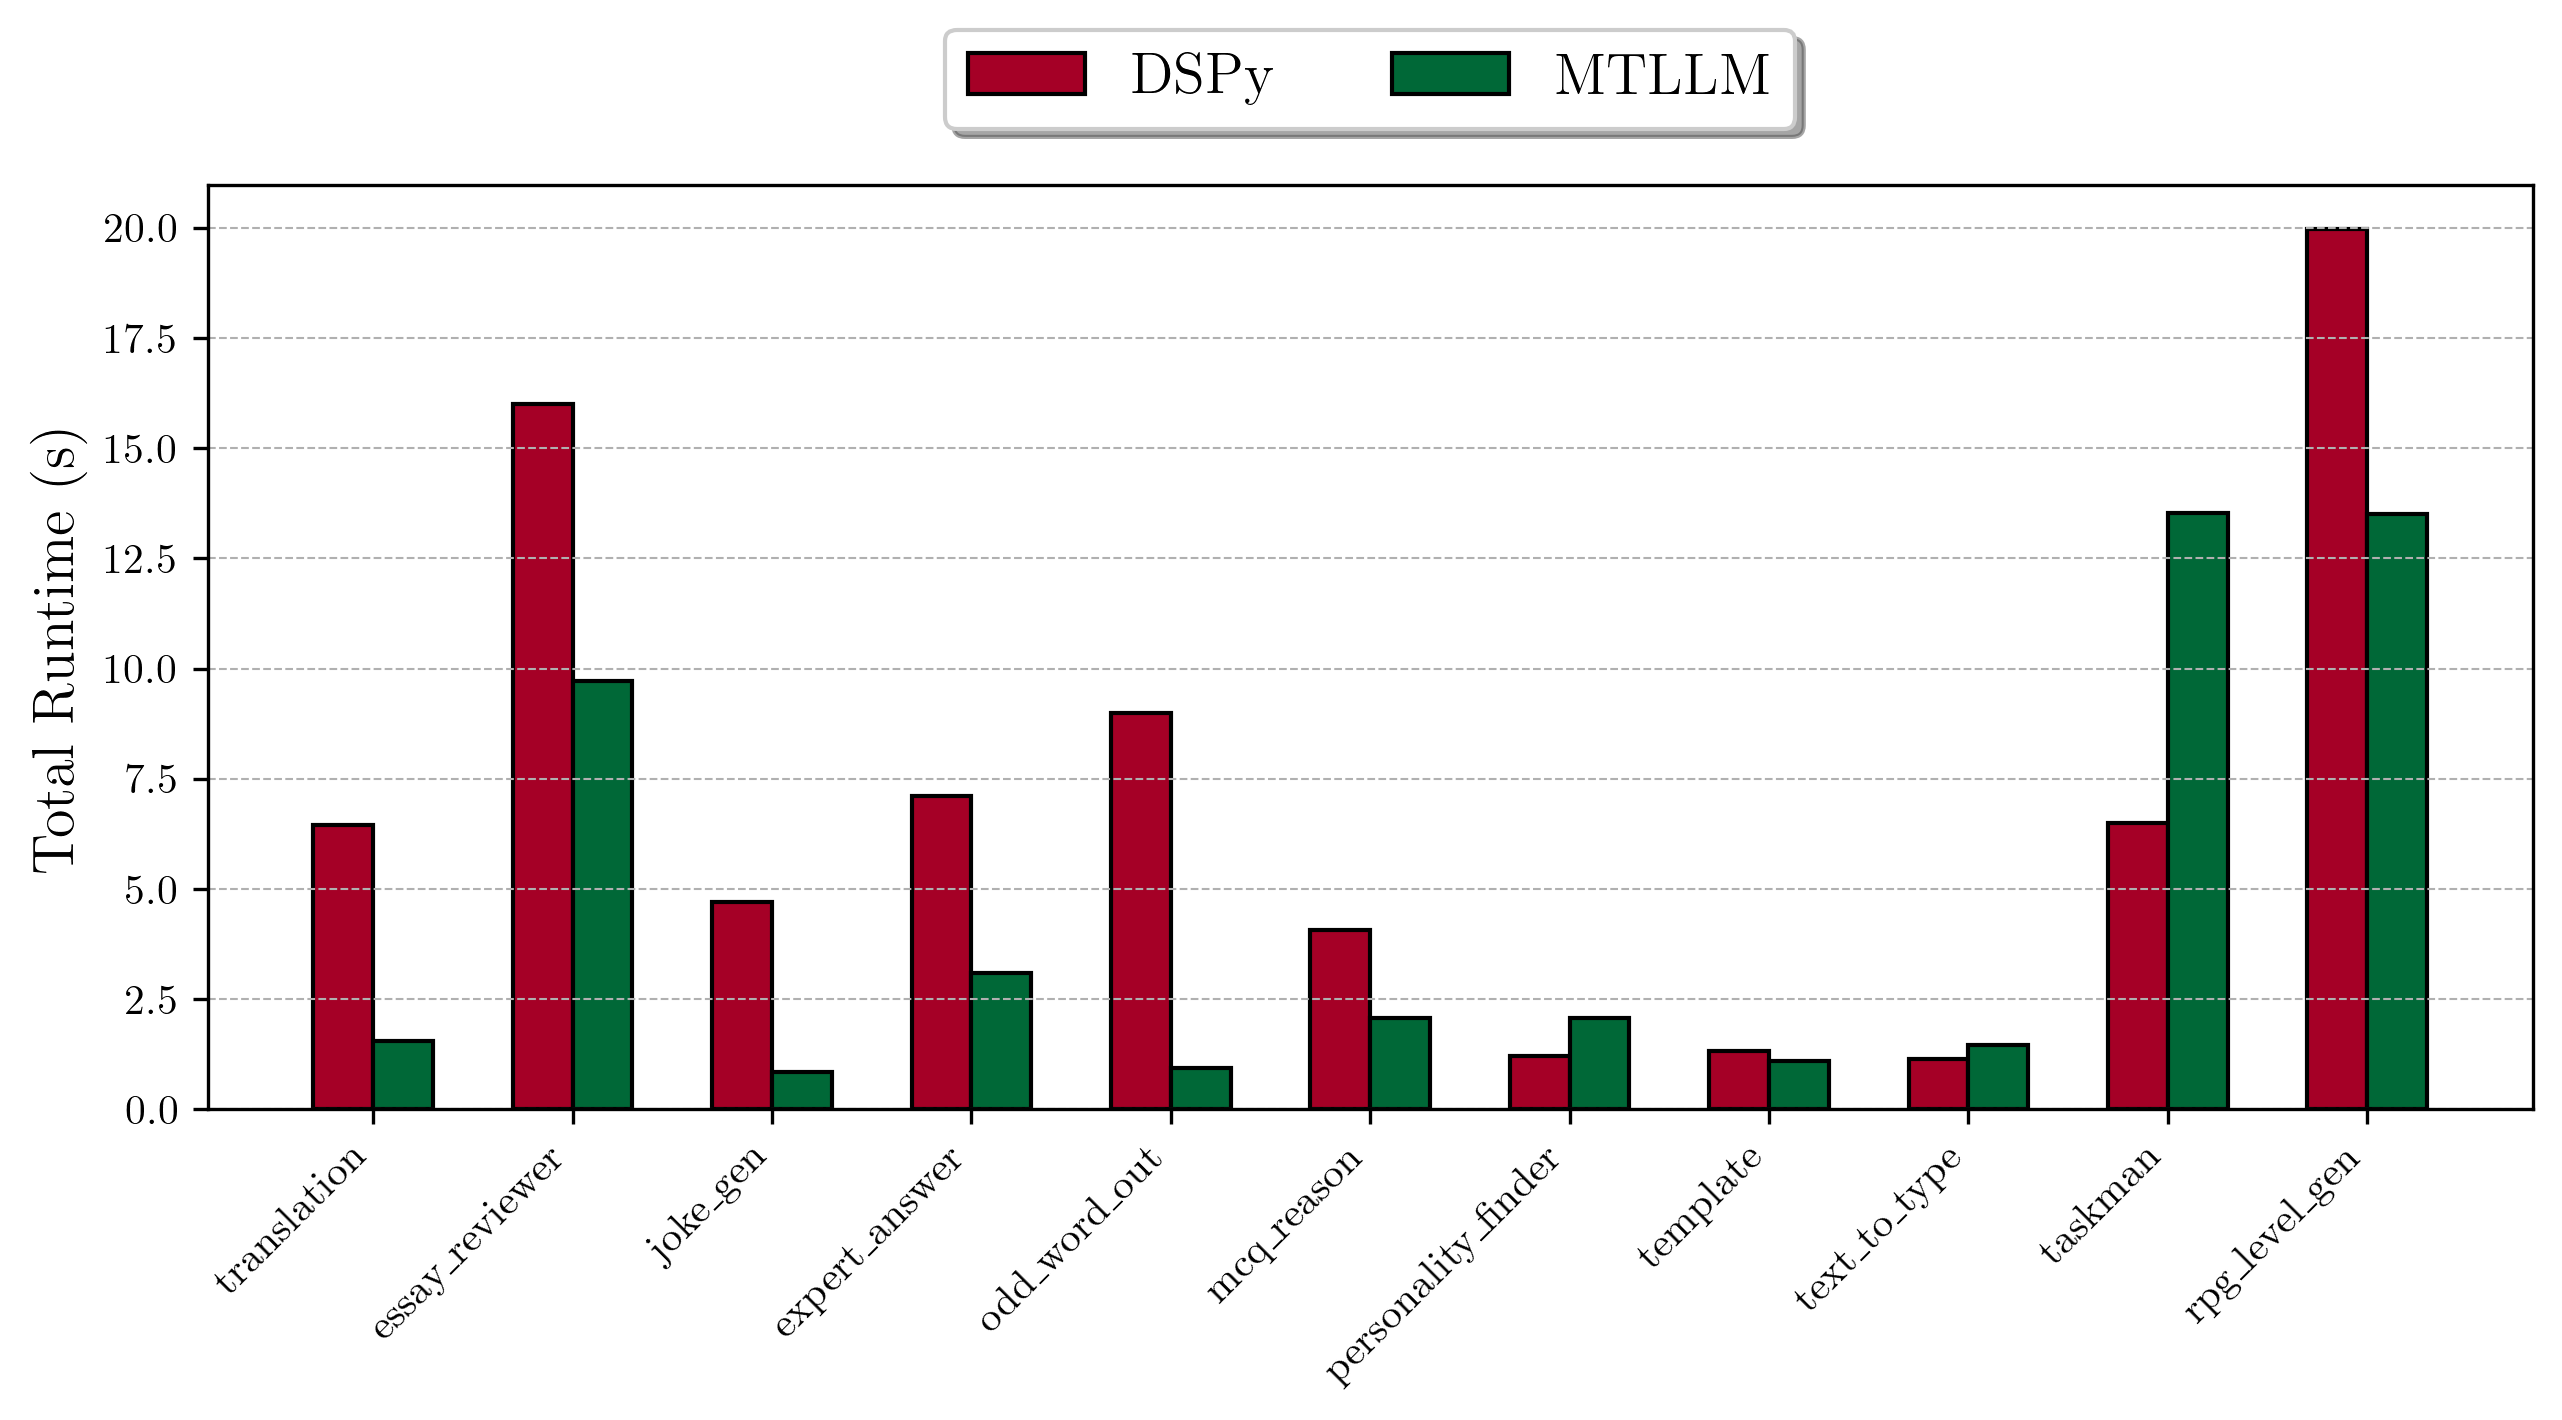 DSPy MTLLM
Total Runtime (s)
20.0
17.5
15.0
12.5
10.0
7.5
5.0
2.5
0.0
translation
essay_reviewer
joke_gen
expert_answer
odd_word_out
mcq_reason
personality_finder
template
text_to_type
taskman
rpg_level_gen